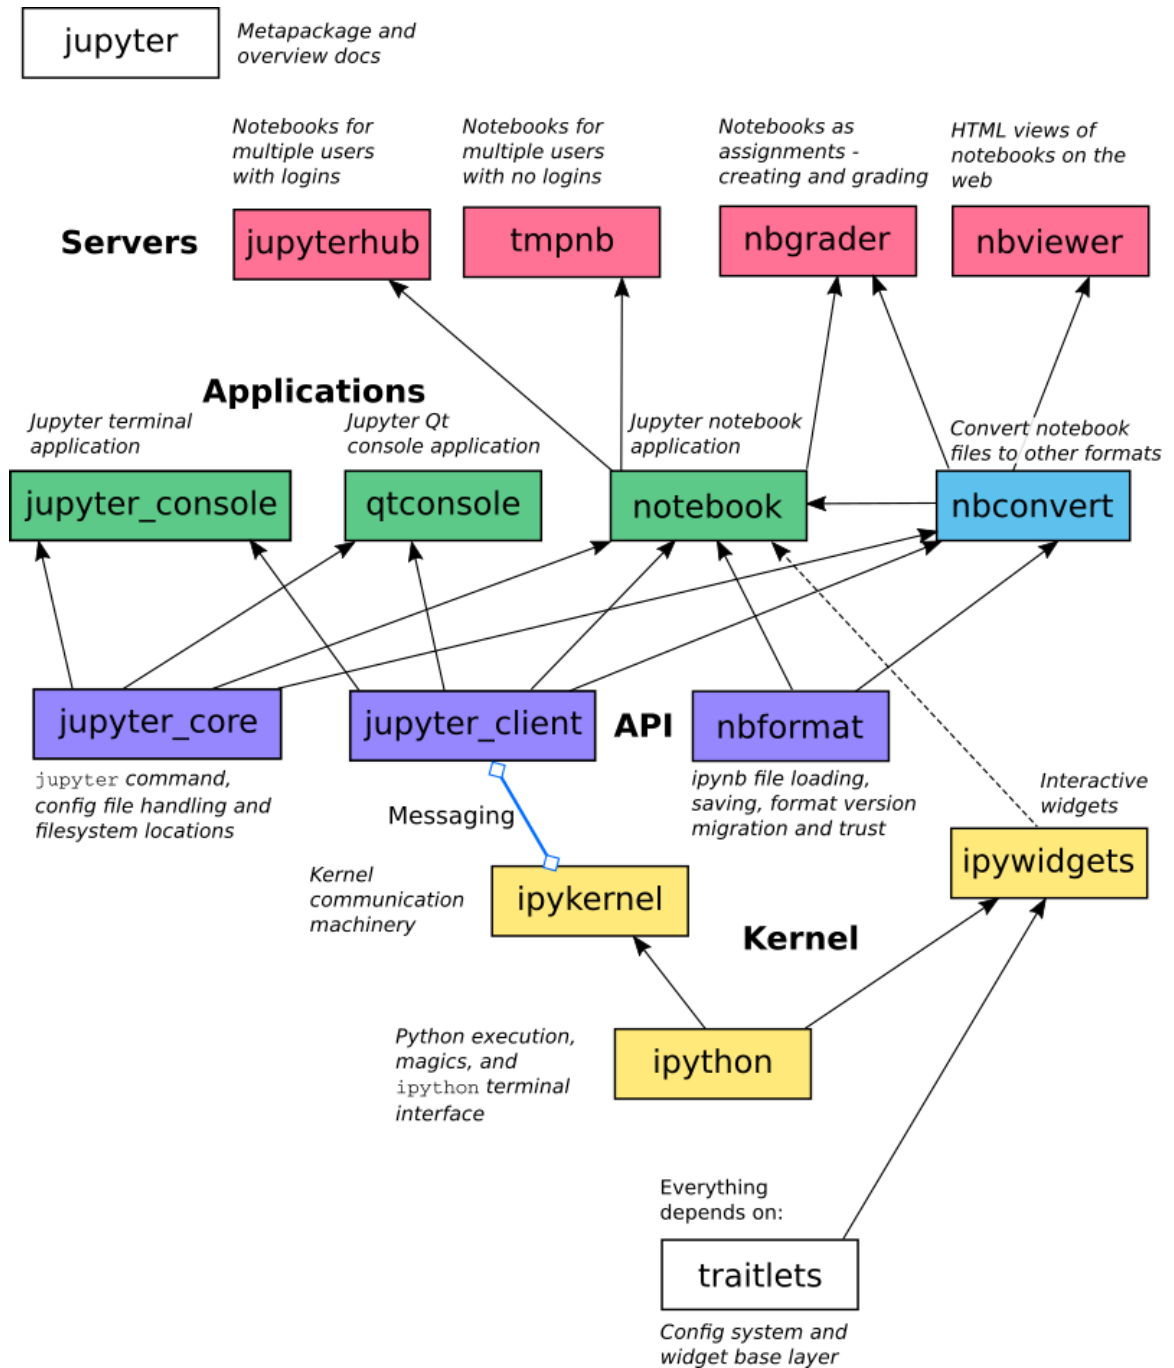 jupyter
Metapackage and
overview docs
Notebooks for
multiple users
with logins
Notebooks for
multiple users
with no logins
Notebooks as
assignments -
creating and grading
HTML views of
notebooks on the
web
Servers
jupyterhub
tmpnb
nbgrader
nbviewer
Applications
Jupyter terminal
application
Jupyter Qt
console application
Jupyter notebook
application
Convert notebook
files to other formats
jupyter_console
qtconsole
notebook
nbconvert
jupyter_core
jupyter_client
API
nbformat
jupyter command,
config file handling and
filesystem locations
ipynb file loading,
saving, format version
migration and trust
Interactive
widgets
Messaging
Kernel
communication
machinery
ipykernel
ipywidgets
Kernel
Python execution,
magics, and
ipython terminal
interface
ipython
Everything
depends on:
traitlets
Config system and
widget base layer